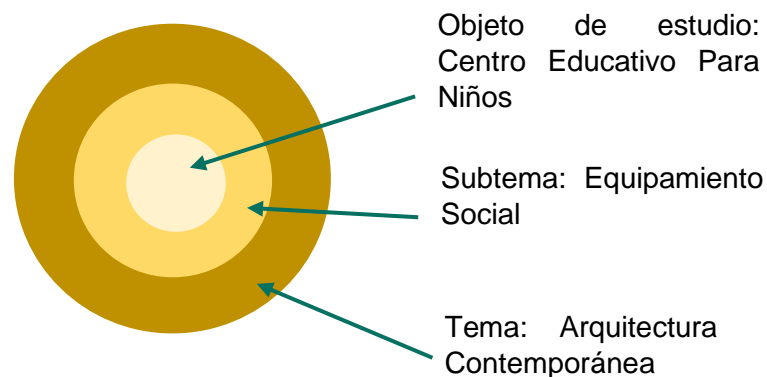 Objeto de estudio:
Centro Educativo Para
Niños
Subtema: Equipamiento
Social
Tema: Arquitectura
Contemporánea